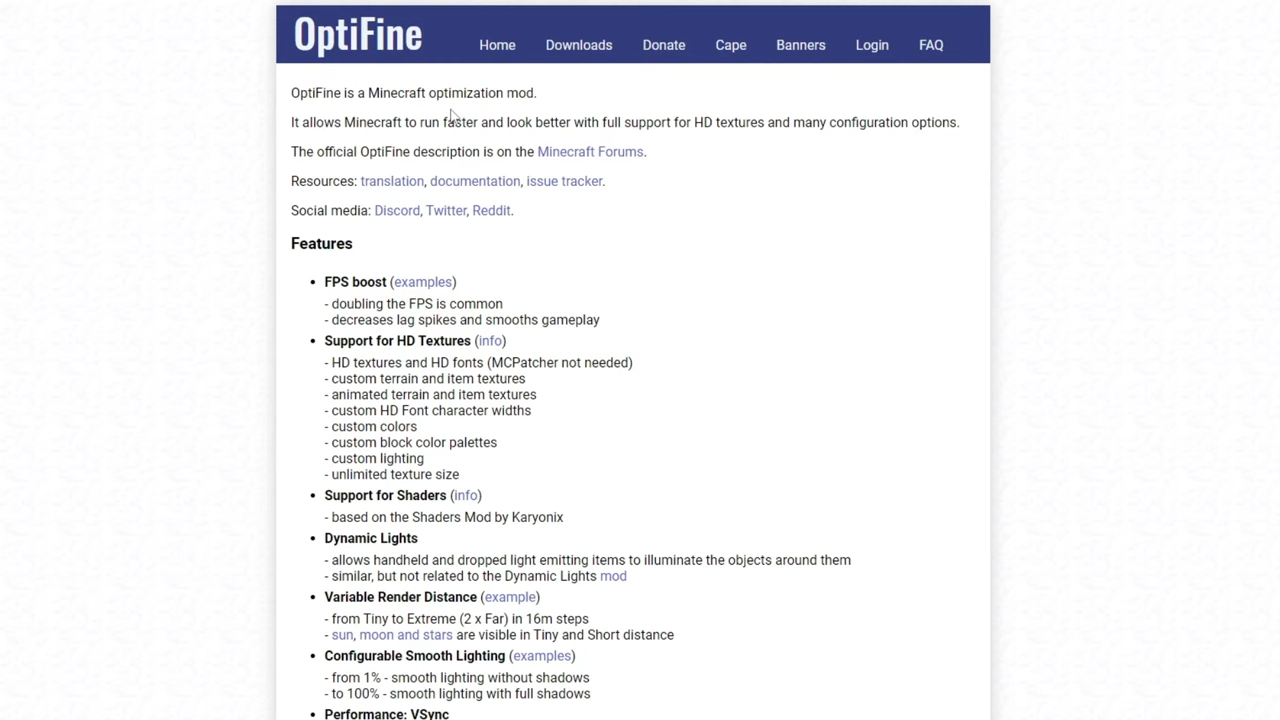 OptiFine
Home Downloads Donate Cape Banners Login FAQ
OptiFine is a Minecraft optimization mod.
It allows Minecraft to run faster and look better with full support for HD textures and many configuration options.
The official OptiFine description is on the Minecraft Forums.
Resources: translation, documentation, issue tracker.
Social media: Discord, Twitter, Reddit.
Features
• FPS boost (examples)
- doubling the FPS is common
- decreases lag spikes and smooths gameplay
• Support for HD Textures (info)
- HD textures and HD fonts (MCPatcher not needed)
- custom terrain and item textures
- animated terrain and item textures
- custom HD Font character widths
- custom colors
- custom block color palettes
- custom lighting
- unlimited texture size
• Support for Shaders (info)
- based on the Shaders Mod by Karyonix
• Dynamic Lights
- allows handheld and dropped light emitting items to illuminate the objects around them
- similar, but not related to the Dynamic Lights mod
• Variable Render Distance (example)
- from Tiny to Extreme (2 x Far) in 16m steps
- sun, moon and stars are visible in Tiny and Short distance
• Configurable Smooth Lighting (examples)
- from 1% - smooth lighting without shadows
- to 100% - smooth lighting with full shadows
• Performance: VSync